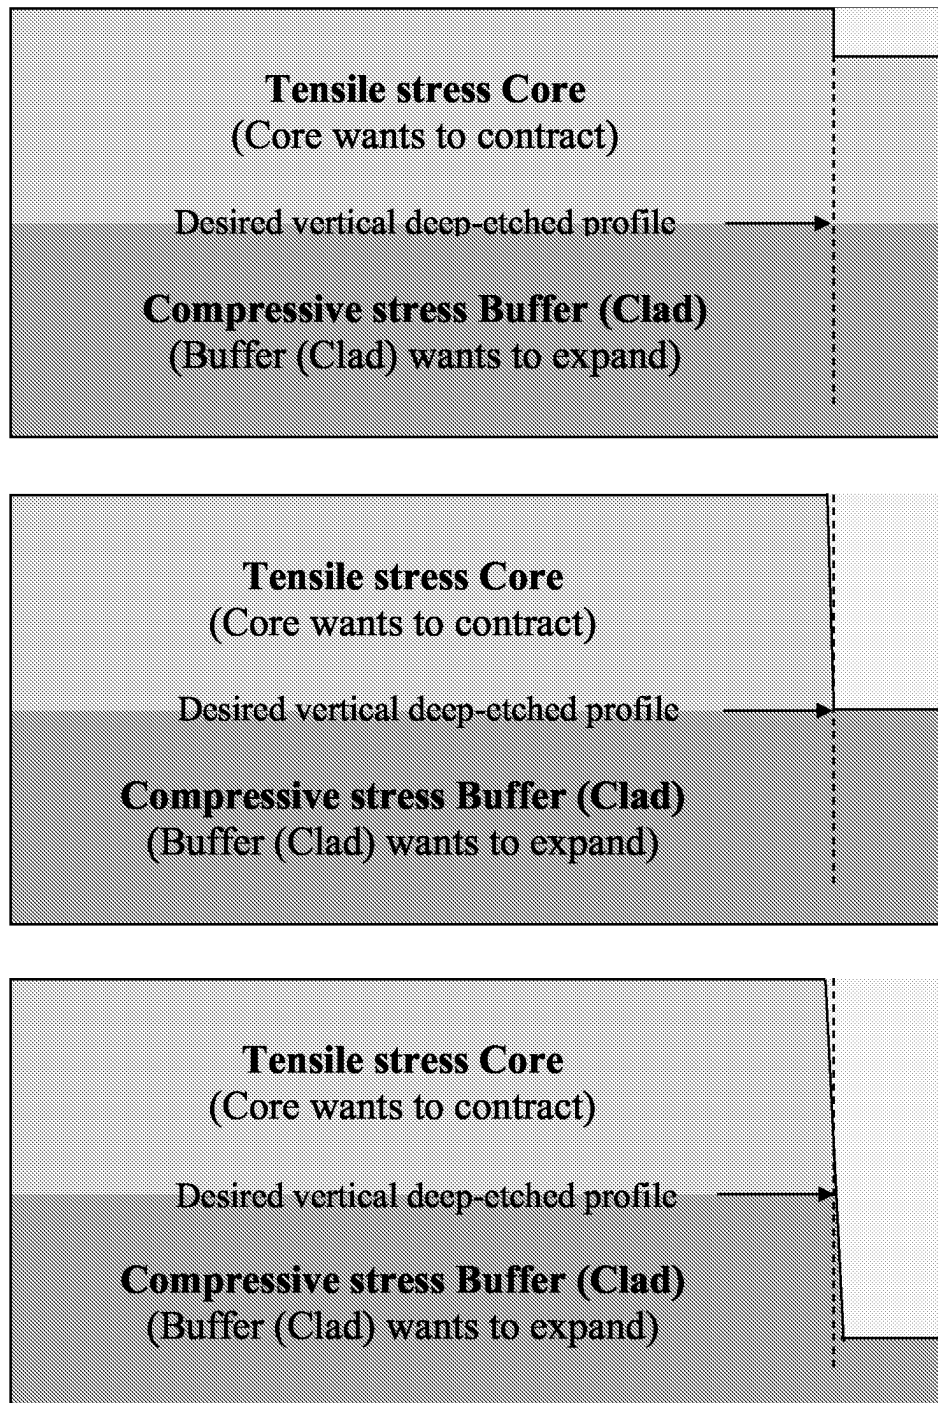 Tensile stress Core
(Core wants to contract)
Desired vertical deep-etched profile
Compressive stress Buffer (Clad)
(Buffer (Clad) wants to expand)
Tensile stress Core
(Core wants to contract)
Desired vertical deep-etched profile
Compressive stress Buffer (Clad)
(Buffer (Clad) wants to expand)
Tensile stress Core
(Core wants to contract)
Desired vertical deep-etched profile
Compressive stress Buffer (Clad)
(Buffer (Clad) wants to expand)